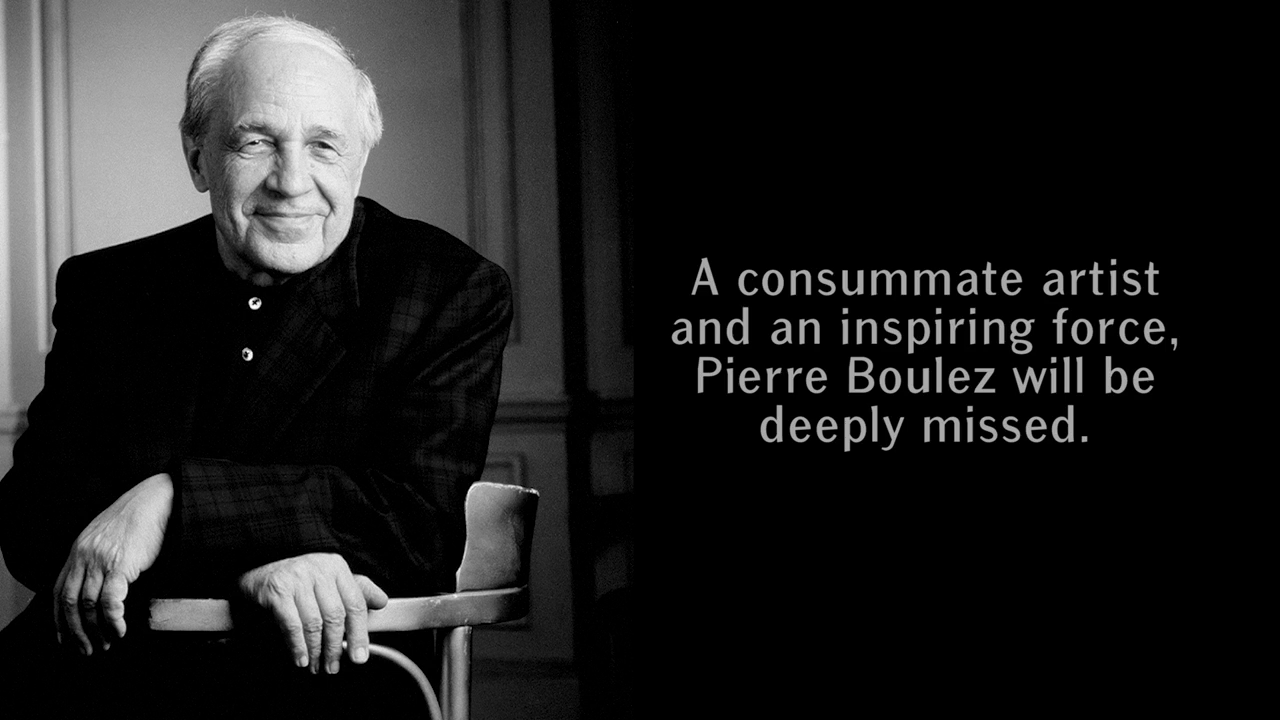 A consummate artist
and an inspiring force,
Pierre Boulez will be
deeply missed.